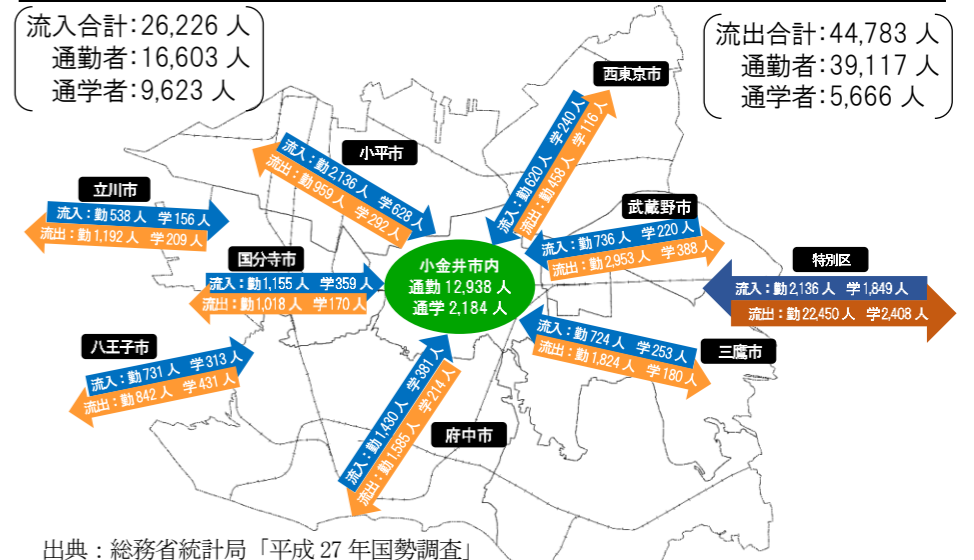 流入合計：26,226 人
通勤者：16,603 人
通学者：9,623 人
流出合計：44,783 人
通勤者：39,117 人
通学者：5,666 人
西東京市
流入：勤 620 人 学 240 人
流出：勤 458 人 学 116 人
小平市
流入：勤 2,136 人 学 628 人
流出：勤 959 人 学 292 人
立川市
流入：勤 538 人 学 156 人
流出：勤 1,192 人 学 209 人
武蔵野市
流入：勤 736 人 学 220 人
流出：勤 2,953 人 学 388 人
国分寺市
流入：勤 1,155 人 学 359 人
流出：勤 1,018 人 学 170 人
小金井市内
通勤 12,938 人
通学 2,184 人
特別区
流入：勤 2,136 人 学 1,849 人
流出：勤 22,450 人 学 2,408 人
八王子市
流入：勤 731 人 学 313 人
流出：勤 842 人 学 431 人
流入：勤 724 人 学 253 人
流出：勤 1,824 人 学 180 人
三鷹市
流入：勤 1,430 人 学 381 人
流出：勤 1,585 人 学 214 人
府中市
出典：総務省統計局「平成 27 年国勢調査」